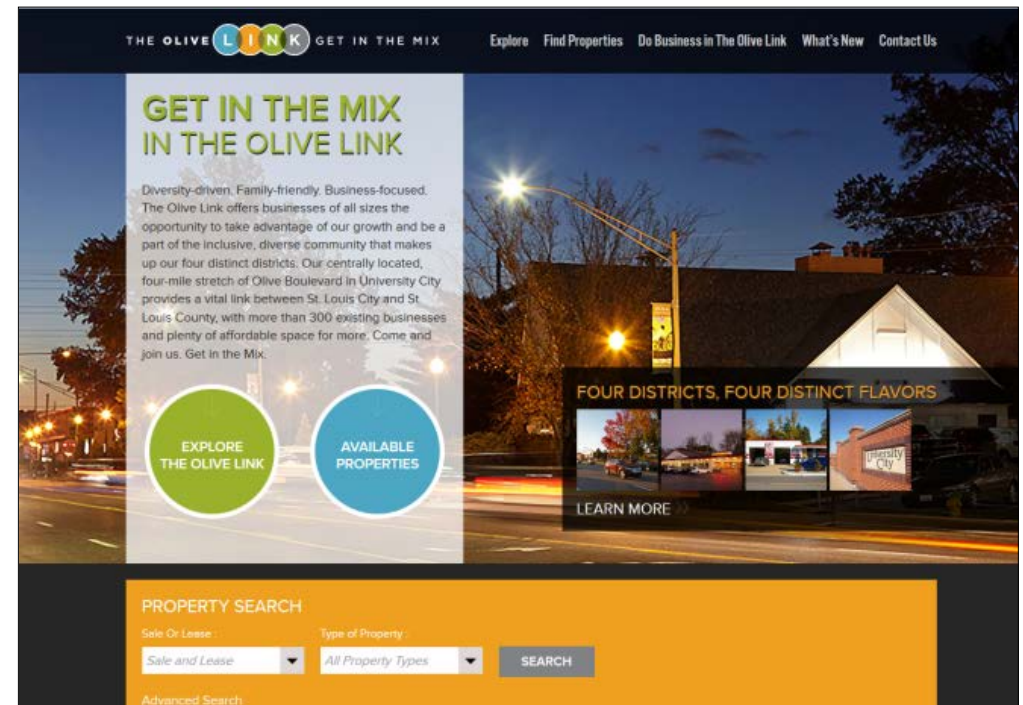 THE OLIVE LINK GET IN THE MIX
Explore Find Properties Do Business in The Olive Link What's New Contact Us
GET IN THE MIX
IN THE OLIVE LINK
Diversity-driven. Family-friendly. Business-focused.
The Olive Link offers businesses of all sizes the
opportunity to take advantage of our growth and be a
part of the inclusive, diverse community that makes
up our four distinct districts. Our centrally located,
four-mile stretch of Olive Boulevard in University City
provides a vital link between St. Louis City and St
Louis County, with more than 300 existing businesses
and plenty of affordable space for more. Come and
join us. Get in the Mix.
EXPLORE
THE OLIVE LINK
AVAILABLE
PROPERTIES
FOUR DISTRICTS, FOUR DISTINCT FLAVORS
University
City
LEARN MORE »
PROPERTY SEARCH
Sale Or Lease :
Type of Property :
Sale and Lease
All Property Types
SEARCH
Advanced Search